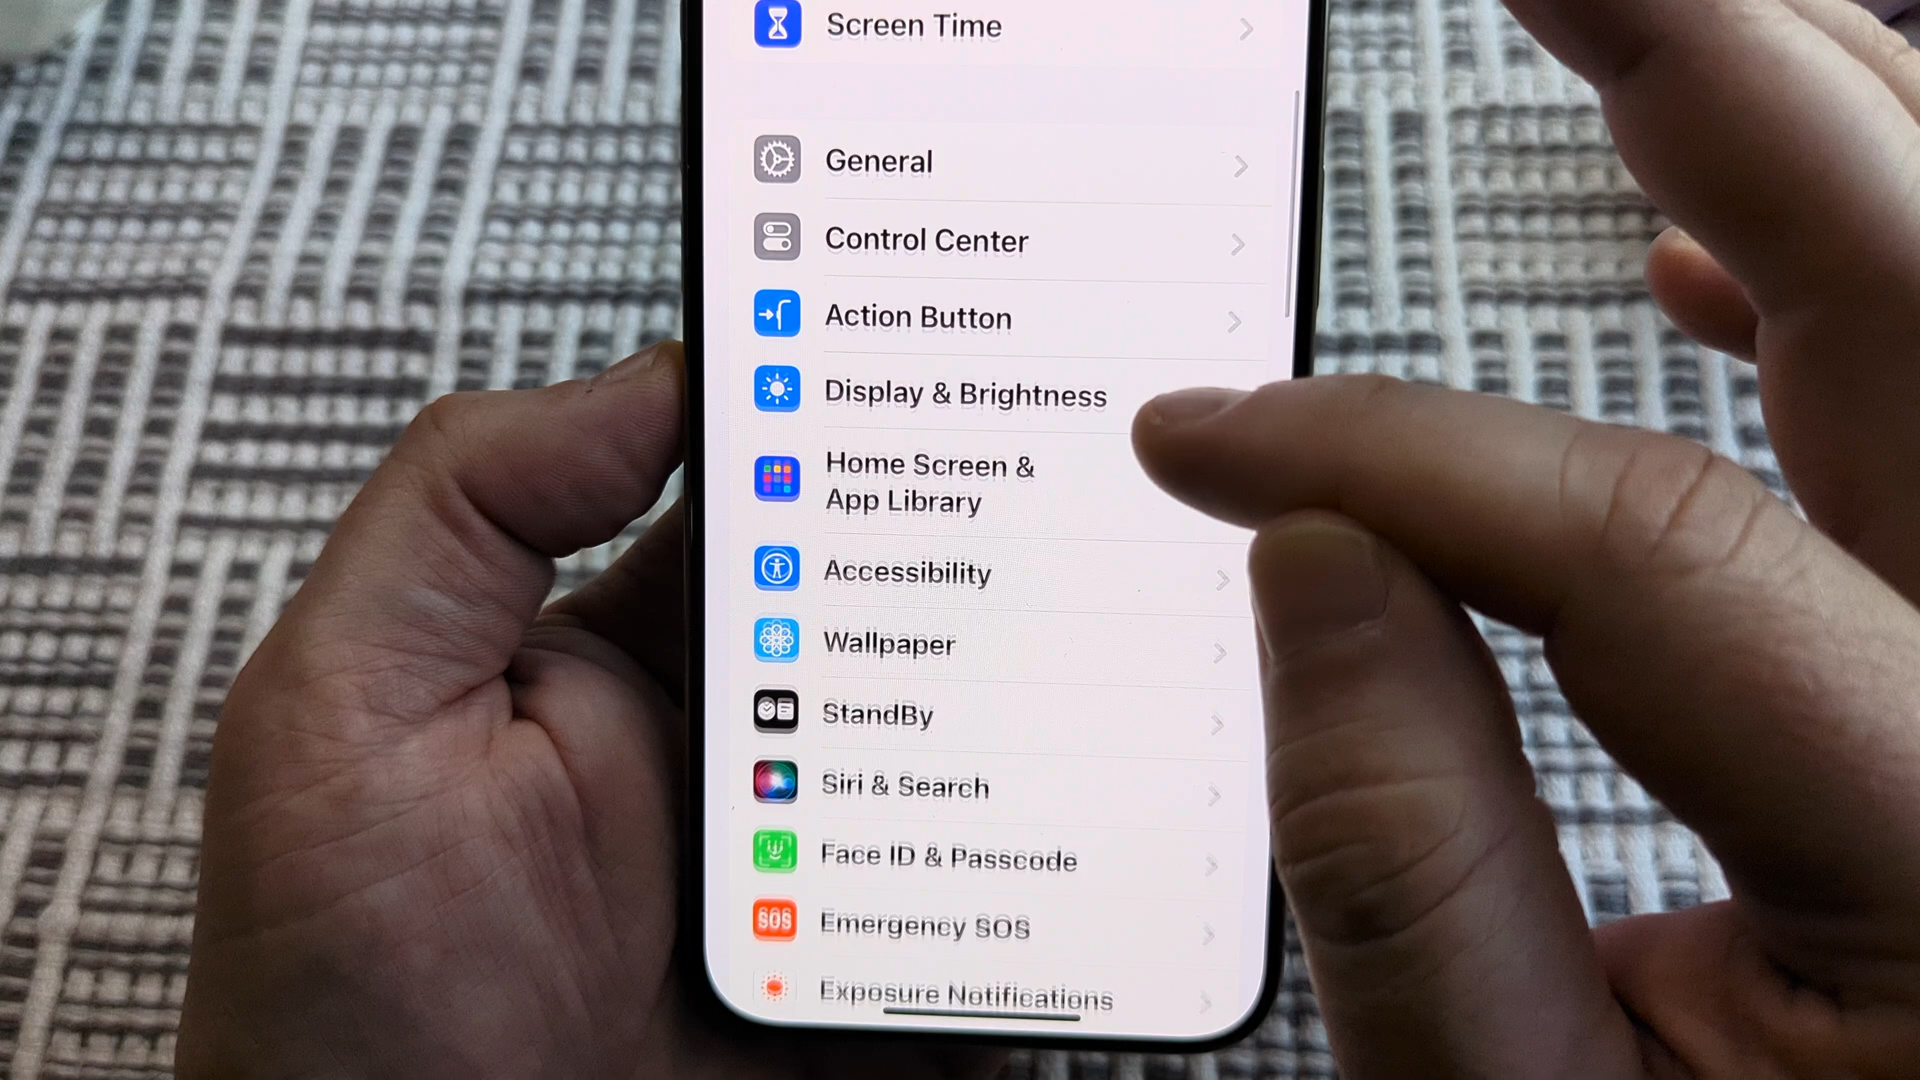 Screen Time
General
Control Center
Action Button
Display & Brightness
Home Screen &
App Library
Accessibility
Wallpaper
StandBy
Siri & Search
Face ID & Passcode
SOS
Emergency SOS
Exposure Notifications